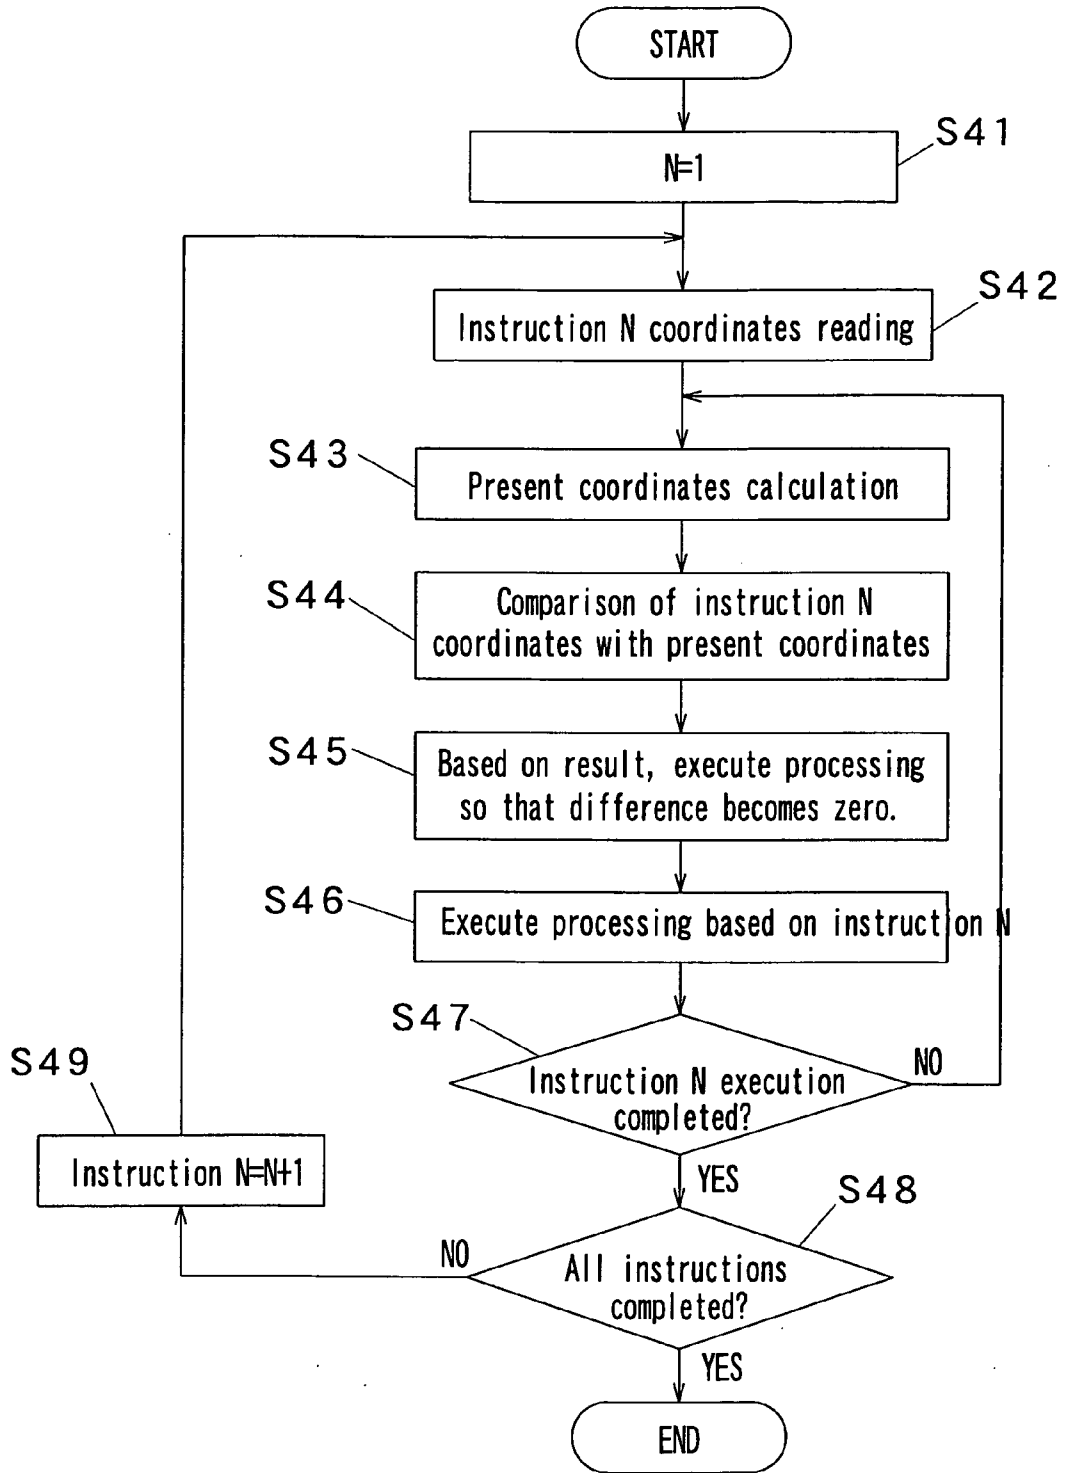 START
S41
N=1
S42
Instruction N coordinates reading
S43
Present coordinates calculation
S44
Comparison of instruction N
coordinates with present coordinates
S45
Based on result, execute processing
so that difference becomes zero.
S46
Execute processing based on instruction N
S47
Instruction N execution
completed?
NO
YES
S49
Instruction N=N+1
S48
NO
All instructions
completed?
YES
END